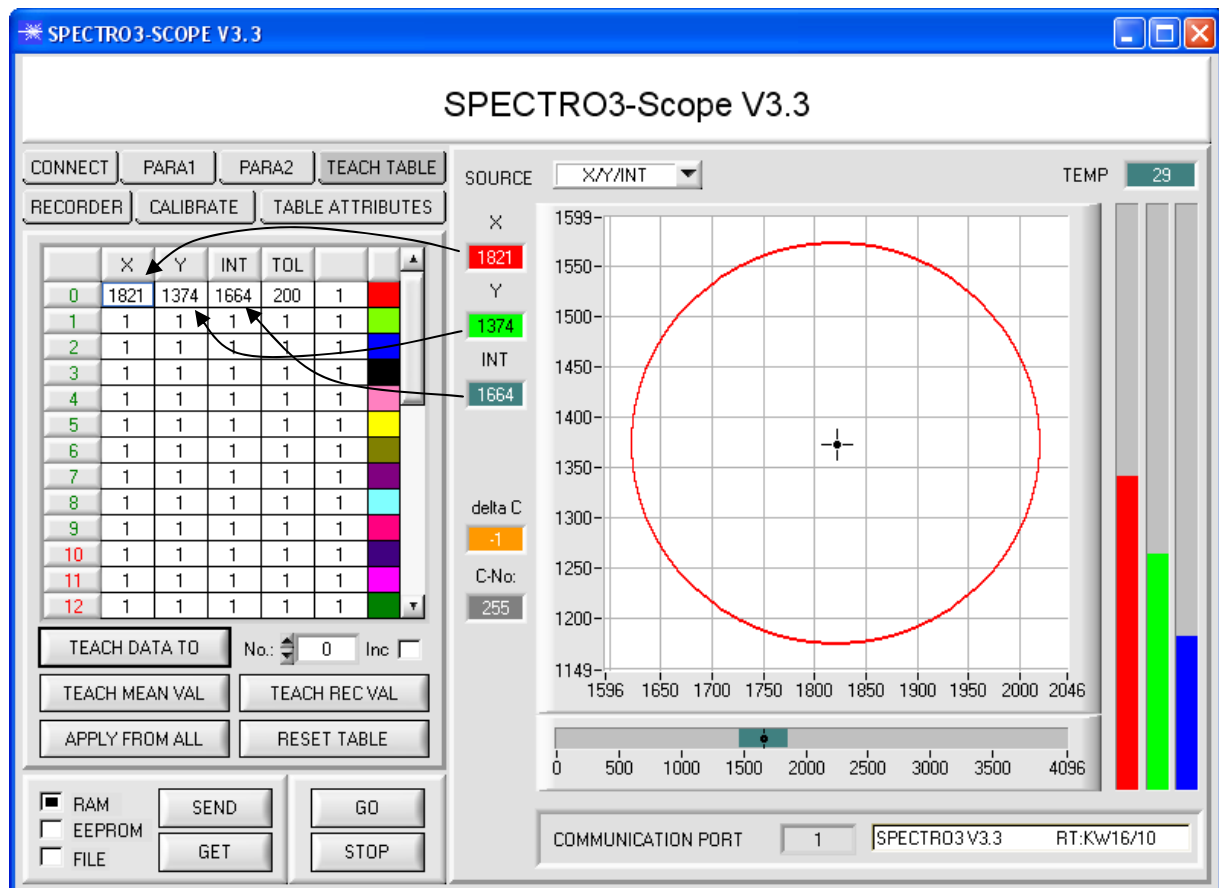 SPECTRO3-SCOPE V3.3
SPECTRO3-Scope V3.3
CONNECT PARA1 PARA2 TEACH TABLE
RECORDER CALIBRATE TABLE ATTRIBUTES
X Y INT TOL
0 1821 1374 1664 200 1
1 1 1 1 1 1
2 1 1 1 1 1
3 1 1 1 1 1
4 1 1 1 1 1
5 1 1 1 1 1
6 1 1 1 1 1
7 1 1 1 1 1
8 1 1 1 1 1
9 1 1 1 1 1
10 1 1 1 1 1
11 1 1 1 1 1
12 1 1 1 1 1
TEACH DATA TO No.: 0 Inc
TEACH MEAN VAL TEACH REC VAL
APPLY FROM ALL RESET TABLE
RAM
EEPROM
FILE
SEND
GET
GO
STOP
SOURCE X/Y/INT
TEMP 29
X
1821
Y
1374
INT
1664
delta C
-1
C-No:
255
1599
1550
1500
1450
1400
1350
1300
1250
1200
1149
1596 1650 1700 1750 1800 1850 1900 1950 2000 2046
0 500 1000 1500 2000 2500 3000 3500 4096
COMMUNICATION PORT 1 SPECTRO3 V3.3 RT:KW16/10